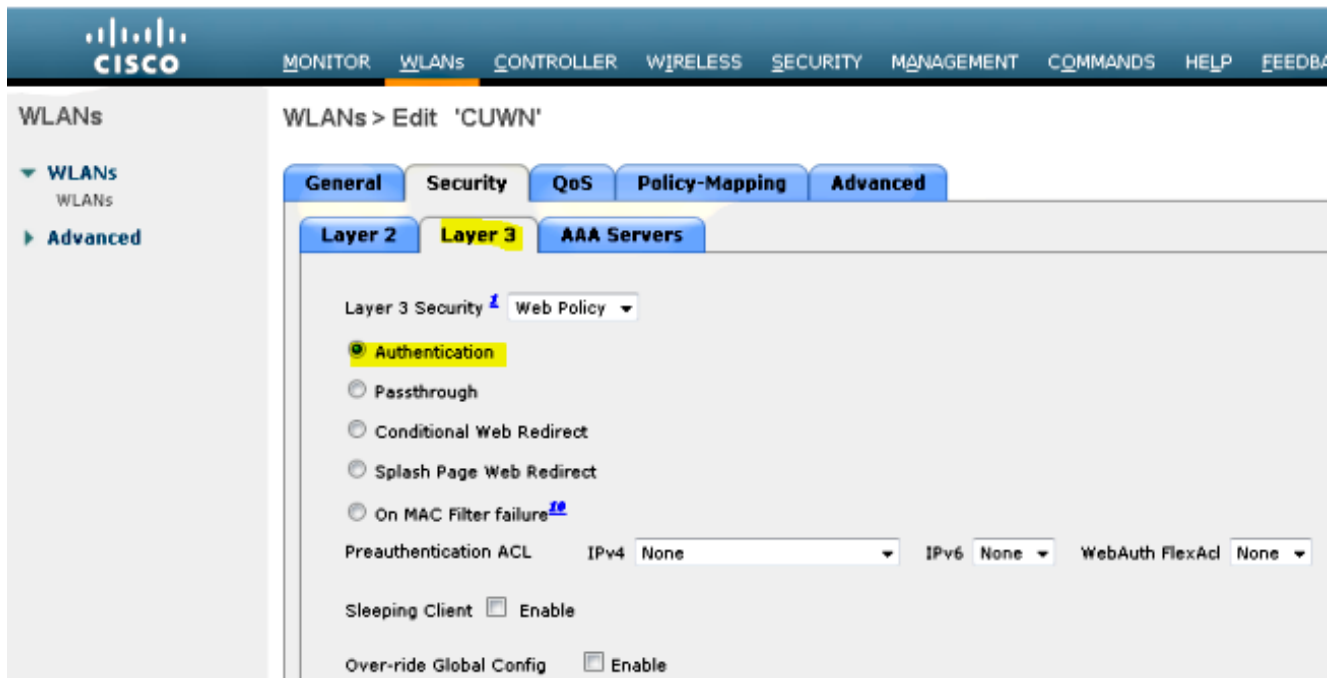 CISCO
MONITOR WLANs CONTROLLER WIRELESS SECURITY MANAGEMENT COMMANDS HELP FEEDBA
WLANs
WLANs > Edit 'CUWN'
WLANs
WLANs
Advanced
General Security QoS Policy-Mapping Advanced
Layer 2 Layer 3 AAA Servers
Layer 3 Security 1 Web Policy
Authentication
Passthrough
Conditional Web Redirect
Splash Page Web Redirect
On MAC Filter failure10
Preauthentication ACL IPv4 None IPv6 None WebAuth FlexAcl None
Sleeping Client Enable
Over-ride Global Config Enable